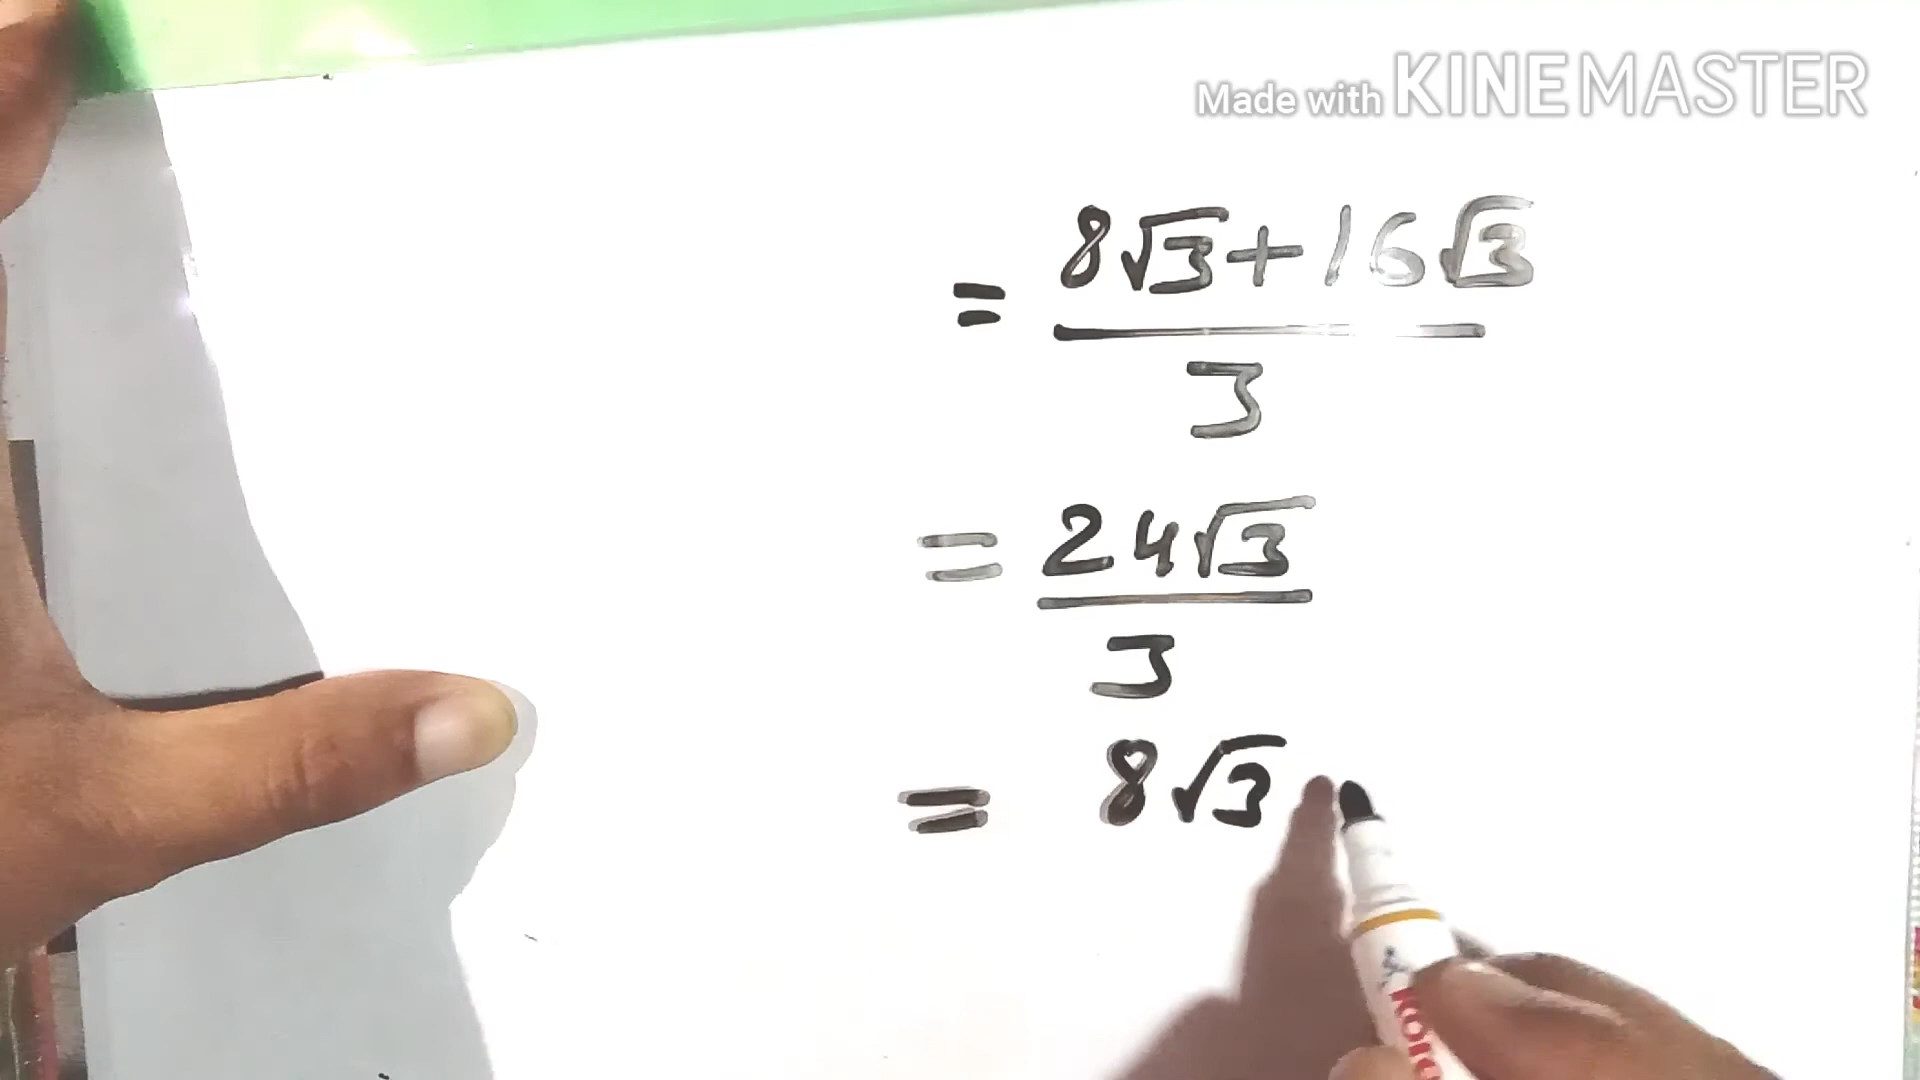 Made with KINEMASTER
= (8√3+16√3)/3
= 24√3/3
= 8√3